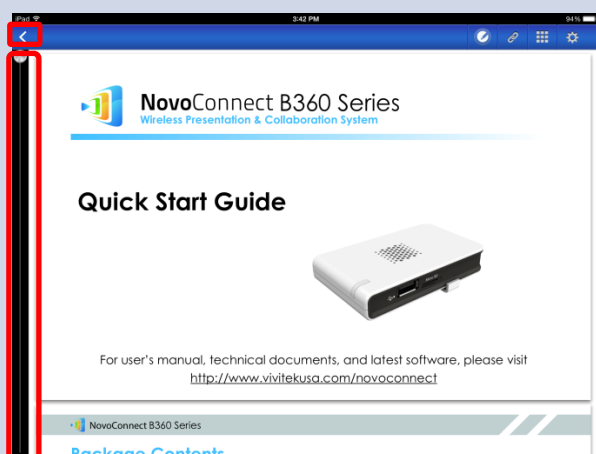 iPad
3:42 PM
94%
NovoConnect B360 Series
Wireless Presentation & Collaboration System
Quick Start Guide
For user's manual, technical documents, and latest software, please visit
http://www.vivitekusa.com/novoconnect
NovoConnect B360 Series
Package Contents